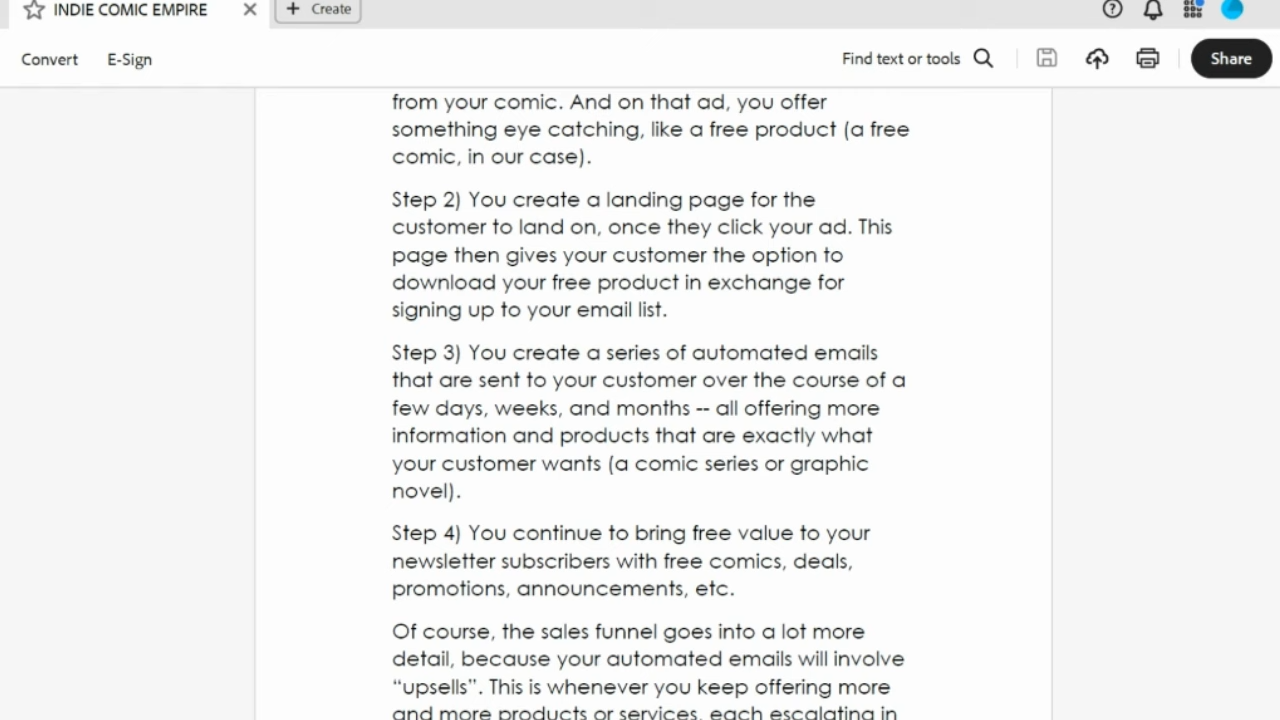 INDIE COMIC EMPIRE
Create
Convert
E-Sign
Find text or tools
Share
from your comic. And on that ad, you offer
something eye catching, like a free product (a free
comic, in our case).
Step 2) You create a landing page for the
customer to land on, once they click your ad. This
page then gives your customer the option to
download your free product in exchange for
signing up to your email list.
Step 3) You create a series of automated emails
that are sent to your customer over the course of a
few days, weeks, and months -- all offering more
information and products that are exactly what
your customer wants (a comic series or graphic
novel).
Step 4) You continue to bring free value to your
newsletter subscribers with free comics, deals,
promotions, announcements, etc.
Of course, the sales funnel goes into a lot more
detail, because your automated emails will involve
“upsells”. This is whenever you keep offering more
and more products or services, each escalating in